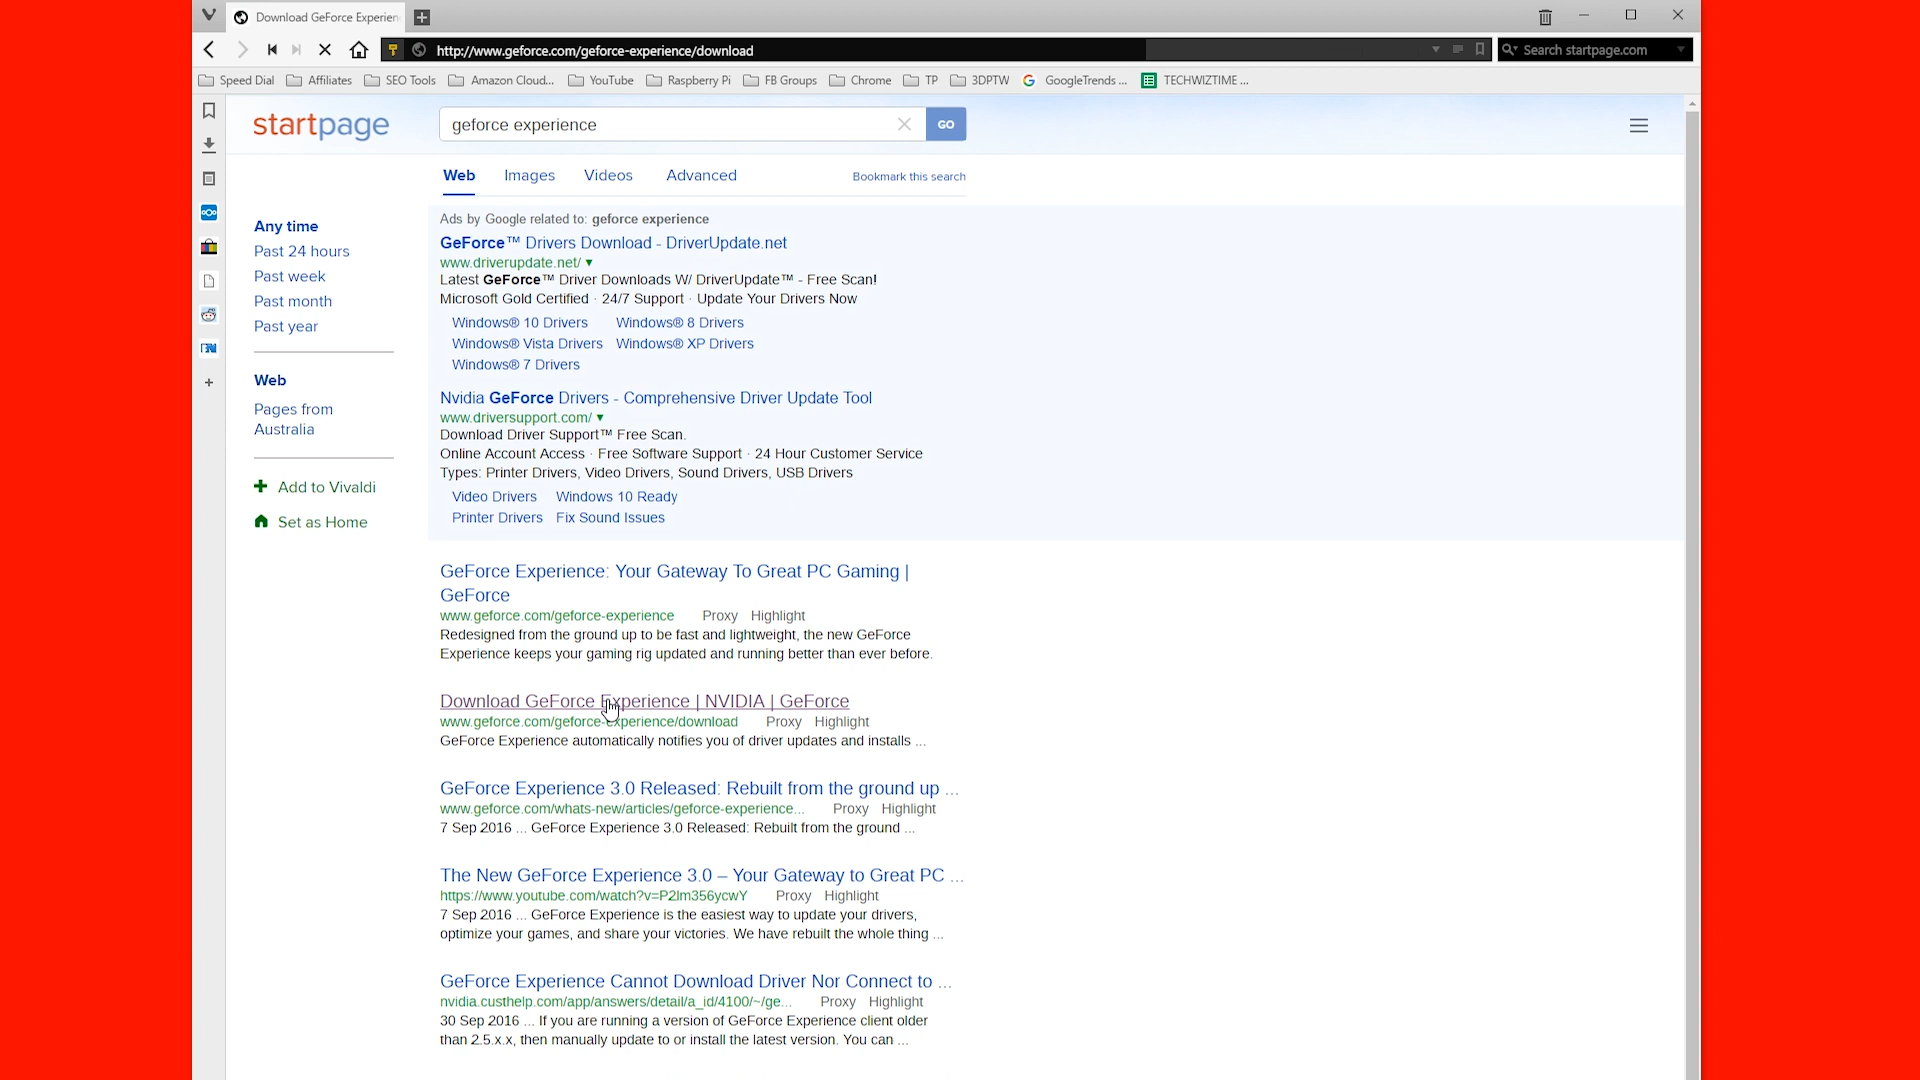 Download GeForce Experien
http://www.geforce.com/geforce-experience/download
Search startpage.com
Speed Dial Affiliates SEO Tools Amazon Cloud... YouTube Raspberry Pi FB Groups Chrome TP 3DPTW GoogleTrends ... TECHWIZTIME ...
startpage
geforce experience
GO
Web Images Videos Advanced Bookmark this search
Any time
Past 24 hours
Past week
Past month
Past year
Web
Pages from
Australia
Add to Vivaldi
Set as Home
Ads by Google related to: geforce experience
GeForce™ Drivers Download - DriverUpdate.net
www.driverupdate.net/
Latest GeForce™ Driver Downloads W/ DriverUpdate™ - Free Scan!
Microsoft Gold Certified · 24/7 Support · Update Your Drivers Now
Windows® 10 Drivers Windows® 8 Drivers
Windows® Vista Drivers Windows® XP Drivers
Windows® 7 Drivers
Nvidia GeForce Drivers - Comprehensive Driver Update Tool
www.driversupport.com/
Download Driver Support™ Free Scan.
Online Account Access · Free Software Support · 24 Hour Customer Service
Types: Printer Drivers, Video Drivers, Sound Drivers, USB Drivers
Video Drivers Windows 10 Ready
Printer Drivers Fix Sound Issues
GeForce Experience: Your Gateway To Great PC Gaming |
GeForce
www.geforce.com/geforce-experience Proxy Highlight
Redesigned from the ground up to be fast and lightweight, the new GeForce
Experience keeps your gaming rig updated and running better than ever before.
Download GeForce Experience | NVIDIA | GeForce
www.geforce.com/geforce-experience/download Proxy Highlight
GeForce Experience automatically notifies you of driver updates and installs ...
GeForce Experience 3.0 Released: Rebuilt from the ground up ...
www.geforce.com/whats-new/articles/geforce-experience... Proxy Highlight
7 Sep 2016 ... GeForce Experience 3.0 Released: Rebuilt from the ground ...
The New GeForce Experience 3.0 – Your Gateway to Great PC ...
https://www.youtube.com/watch?v=P2lm356ycwY Proxy Highlight
7 Sep 2016 ... GeForce Experience is the easiest way to update your drivers,
optimize your games, and share your victories. We have rebuilt the whole thing ...
GeForce Experience Cannot Download Driver Nor Connect to ...
nvidia.custhelp.com/app/answers/detail/a_id/4100/~/ge... Proxy Highlight
30 Sep 2016 ... If you are running a version of GeForce Experience client older
than 2.5.x.x, then manually update to or install the latest version. You can ...